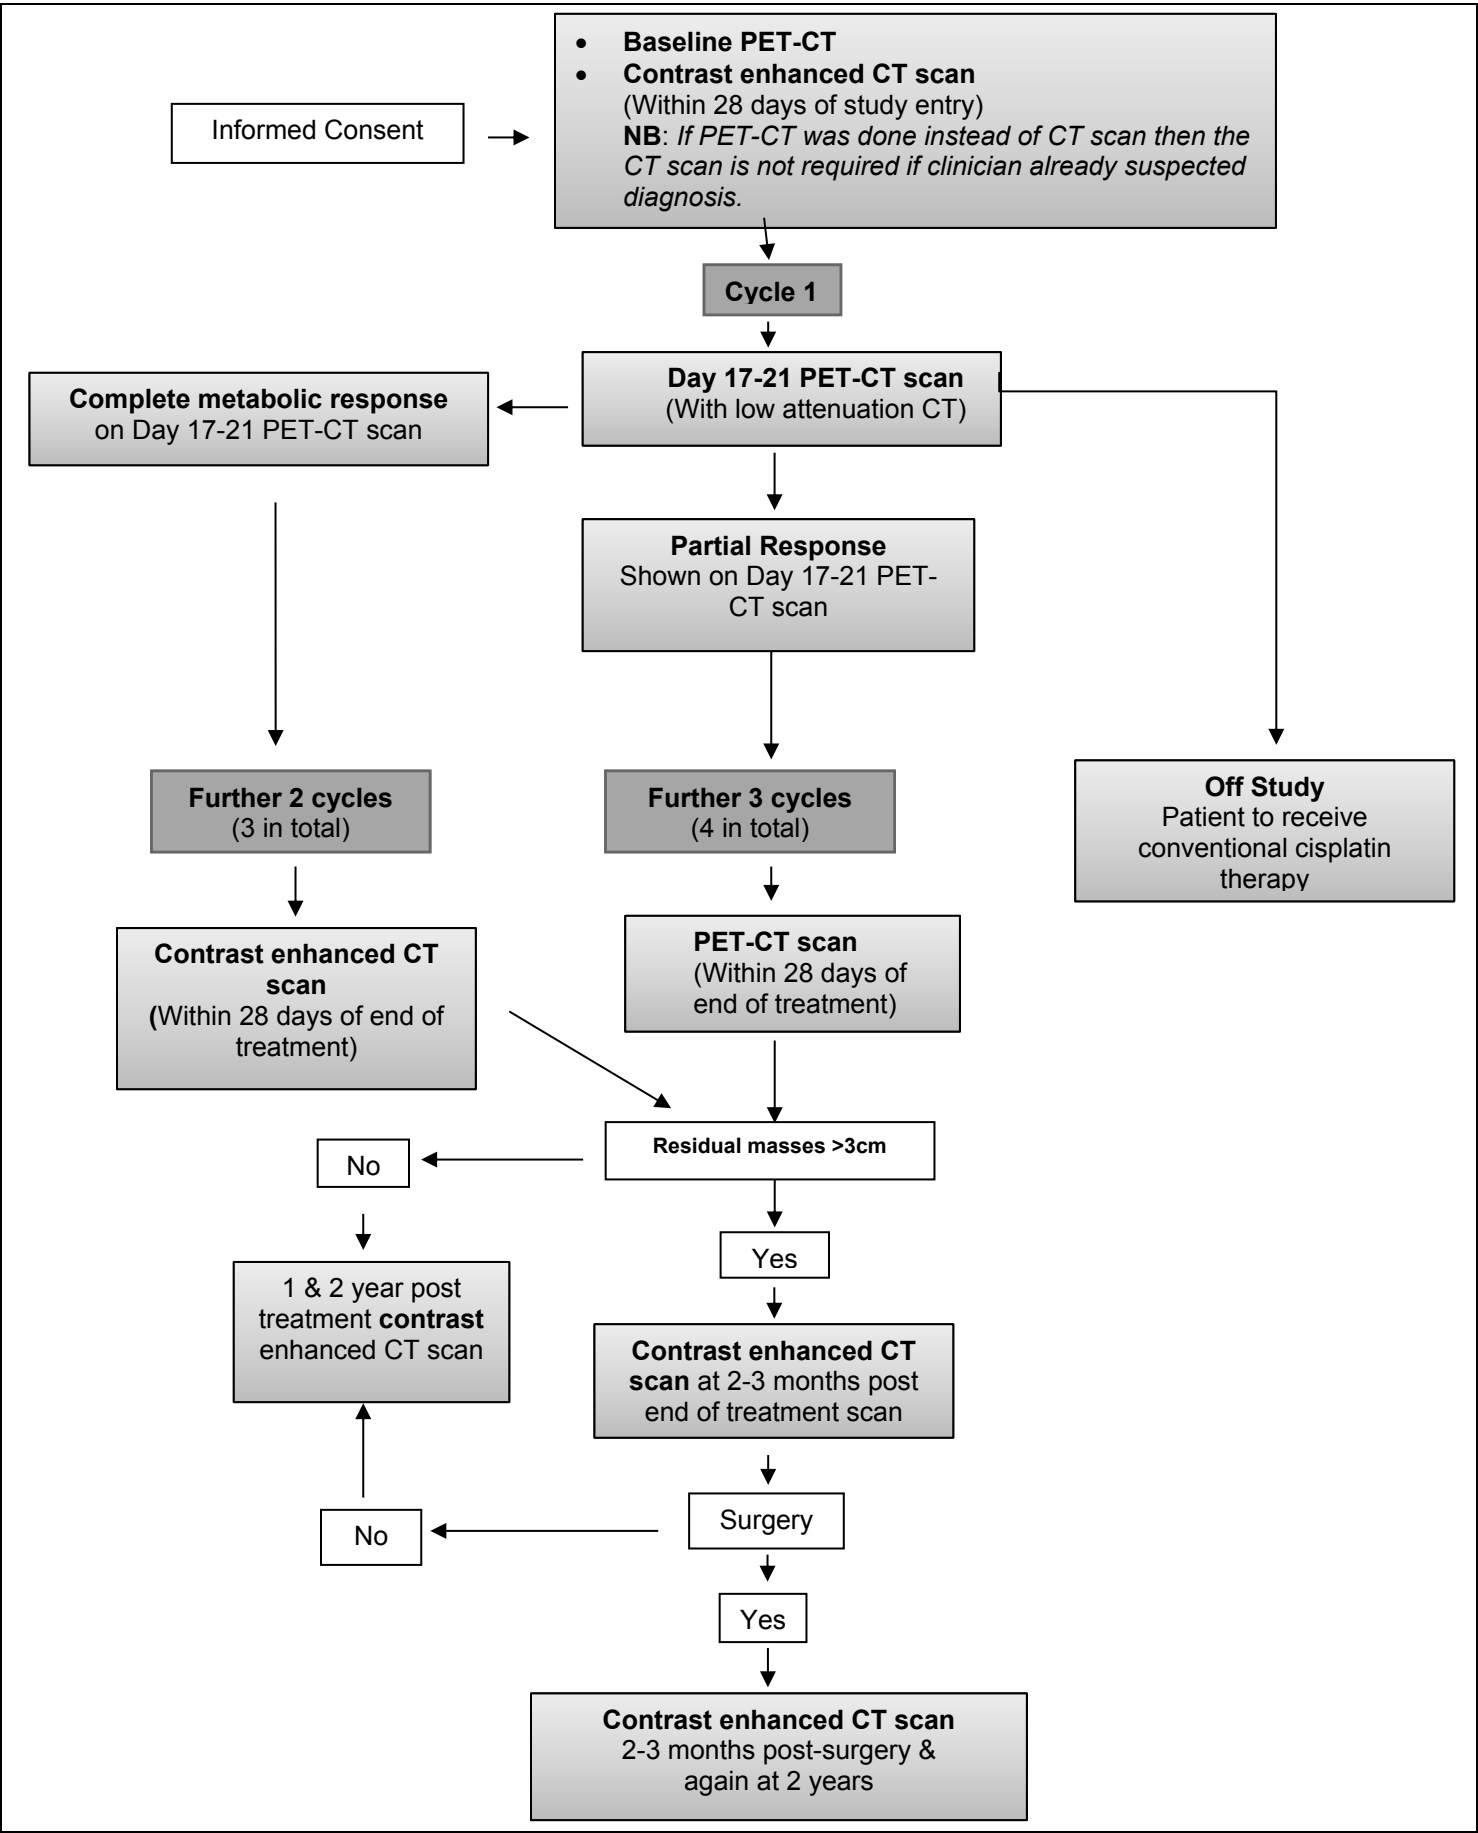 • Baseline PET-CT
• Contrast enhanced CT scan
(Within 28 days of study entry)
NB: If PET-CT was done instead of CT scan then the
CT scan is not required if clinician already suspected
diagnosis.
Informed Consent
Cycle 1
Day 17-21 PET-CT scan
(With low attenuation CT)
Complete metabolic response
on Day 17-21 PET-CT scan
Partial Response
Shown on Day 17-21 PET-
CT scan
Further 2 cycles
(3 in total)
Further 3 cycles
(4 in total)
Off Study
Patient to receive
conventional cisplatin
therapy
Contrast enhanced CT
scan
(Within 28 days of end of
treatment)
PET-CT scan
(Within 28 days of
end of treatment)
Residual masses >3cm
No
Yes
1 & 2 year post
treatment contrast
enhanced CT scan
Contrast enhanced CT
scan at 2-3 months post
end of treatment scan
Surgery
No
Yes
Contrast enhanced CT scan
2-3 months post-surgery &
again at 2 years